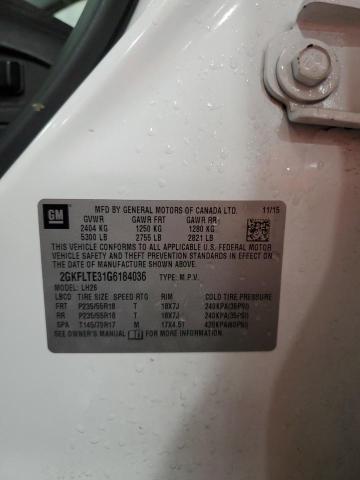 GM
MFD BY GENERAL MOTORS OF CANADA LTD. 11/15
GVWR GAWR FRT GAWR RR
2404 KG 1250 KG 1280 KG
5300 LB 2755 LB 2821 LB
THIS VEHICLE CONFORMS TO ALL APPLICABLE U.S. FEDERAL MOTOR
VEHICLE SAFETY, BUMPER, AND THEFT PREVENTION STANDARDS IN
EFFECT ON THE DATE OF MANUFACTURE SHOWN ABOVE.
2GKFLTE31G6184036 TYPE: M.P.V.
MODEL: LH26
TIRE SIZE SPEED RTG RIM COLD TIRE PRESSURE
FRT P235/55R18 T 18X7J 240KPA(35PSI)
RR P235/55R18 T 18X7J 240KPA(35PSI)
SPA T145/70R17 M 17X4.5T 420KPA(60PSI)
SEE OWNER'S MANUAL FOR MORE INFORMATION